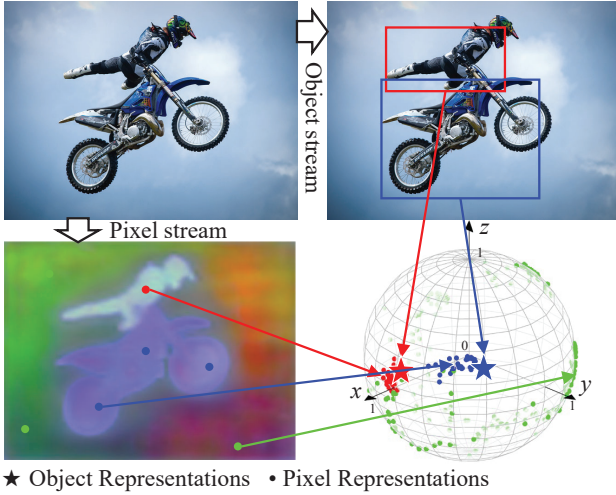 Object stream
Pixel stream
z
1
0
x
1
y
1
★ Object Representations • Pixel Representations